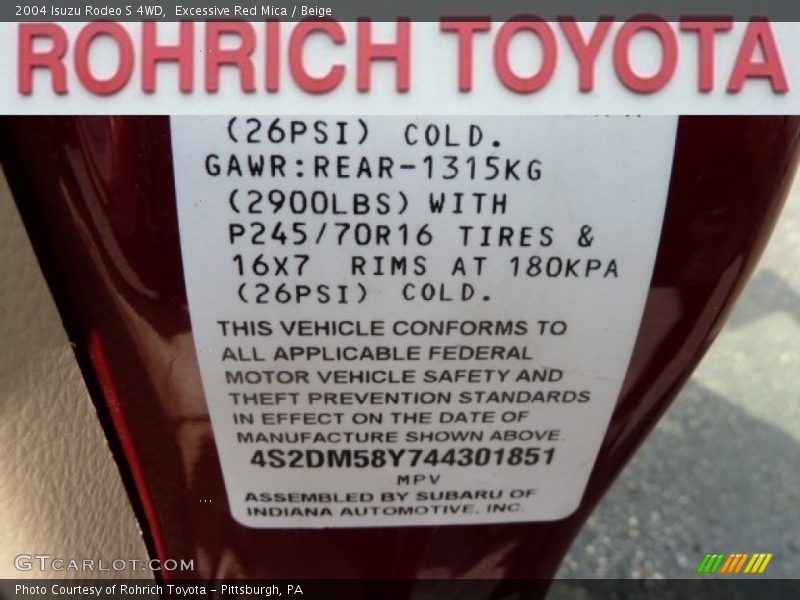 2004 Isuzu Rodeo S 4WD,  Excessive Red Mica / Beige
ROHRICH TOYOTA
(26PSI) COLD.
GAWR:REAR-1315KG
(2900LBS) WITH
P245/70R16 TIRES &
16X7 RIMS AT 180KPA
(26PSI) COLD.
THIS VEHICLE CONFORMS TO
ALL APPLICABLE FEDERAL
MOTOR VEHICLE SAFETY AND
THEFT PREVENTION STANDARDS
IN EFFECT ON THE DATE OF
MANUFACTURE SHOWN ABOVE.
4S2DM58Y744301851
MPV
ASSEMBLED BY SUBARU OF
INDIANA AUTOMOTIVE, INC.
GTCARLOT.COM
Photo Courtesy of Rohrich Toyota - Pittsburgh, PA